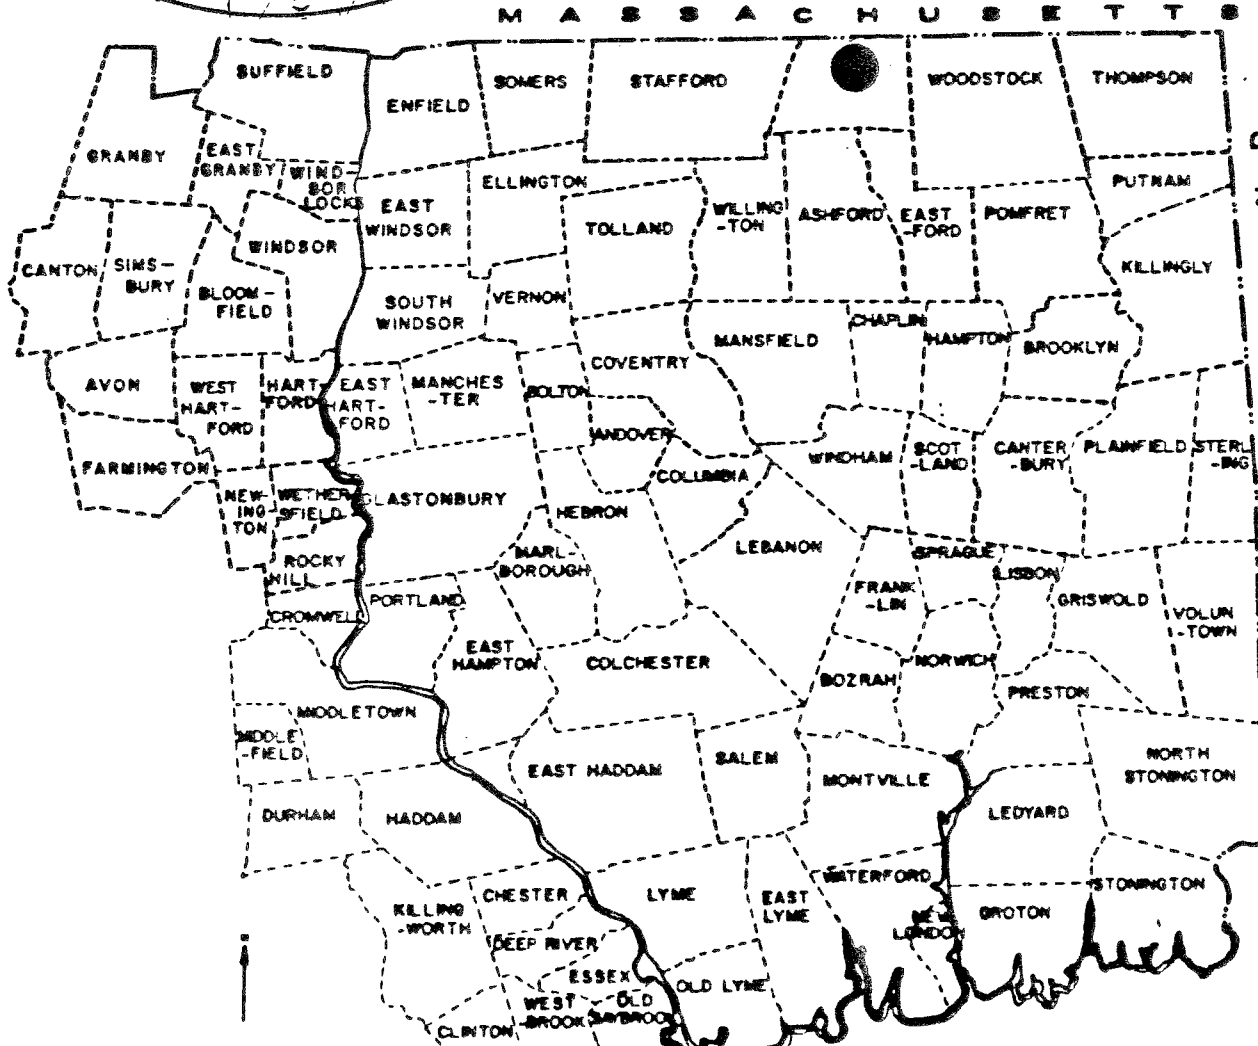 MASSACHUSETTS
SUFFIELD
ENFIELD
SOMERS
STAFFORD
WOODSTOCK
THOMPSON
GRANBY
EAST
GRANBY
WIND-
SOR
LOCKS
EAST
WINDSOR
ELLINGTON
TOLLAND
WILLING
-TON
ASHFORD
EAST
-FORD
POMFRET
PUTNAM
KILLINGLY
CANTON
SIMS-
BURY
WINDSOR
BLOOM-
FIELD
SOUTH
WINDSOR
VERNON
COVENTRY
MANSFIELD
CHAPLIN
HAMPTON
BROOKLYN
AVON
WEST
HART-
FORD
HART-
FORD
EAST
HART-
FORD
MANCHES
-TER
BOLTON
ANDOVER
COLUMBIA
WINDHAM
SCOT
-LAND
CANTER
-BURY
PLAINFIELD
STERL
-ING
FARMINGTON
NEW-
ING-
TON
WETHER
SFIELD
GLASTONBURY
HEBRON
MARL-
BOROUGH
LEBANON
SPRAGUE
LISBON
FRANK
-LIN
GRISWOLD
VOLUN
-TOWN
ROCKY
HILL
CROMWELL
PORTLAND
EAST
HAMPTON
COLCHESTER
BOZRAH
NORWICH
PRESTON
MIDDLETOWN
MIDDLE
-FIELD
EAST HADDAM
SALEM
MONTVILLE
NORTH
STONINGTON
LEDYARD
DURHAM
HADDAM
KILLING
-WORTH
CHESTER
LYME
EAST
LYME
WATERFORD
NEW
LONDON
GROTON
STONINGTON
DEEP RIVER
ESSEX
WEST
-BROOK
OLD
SAYBROOK
OLD LYME
CLINTON